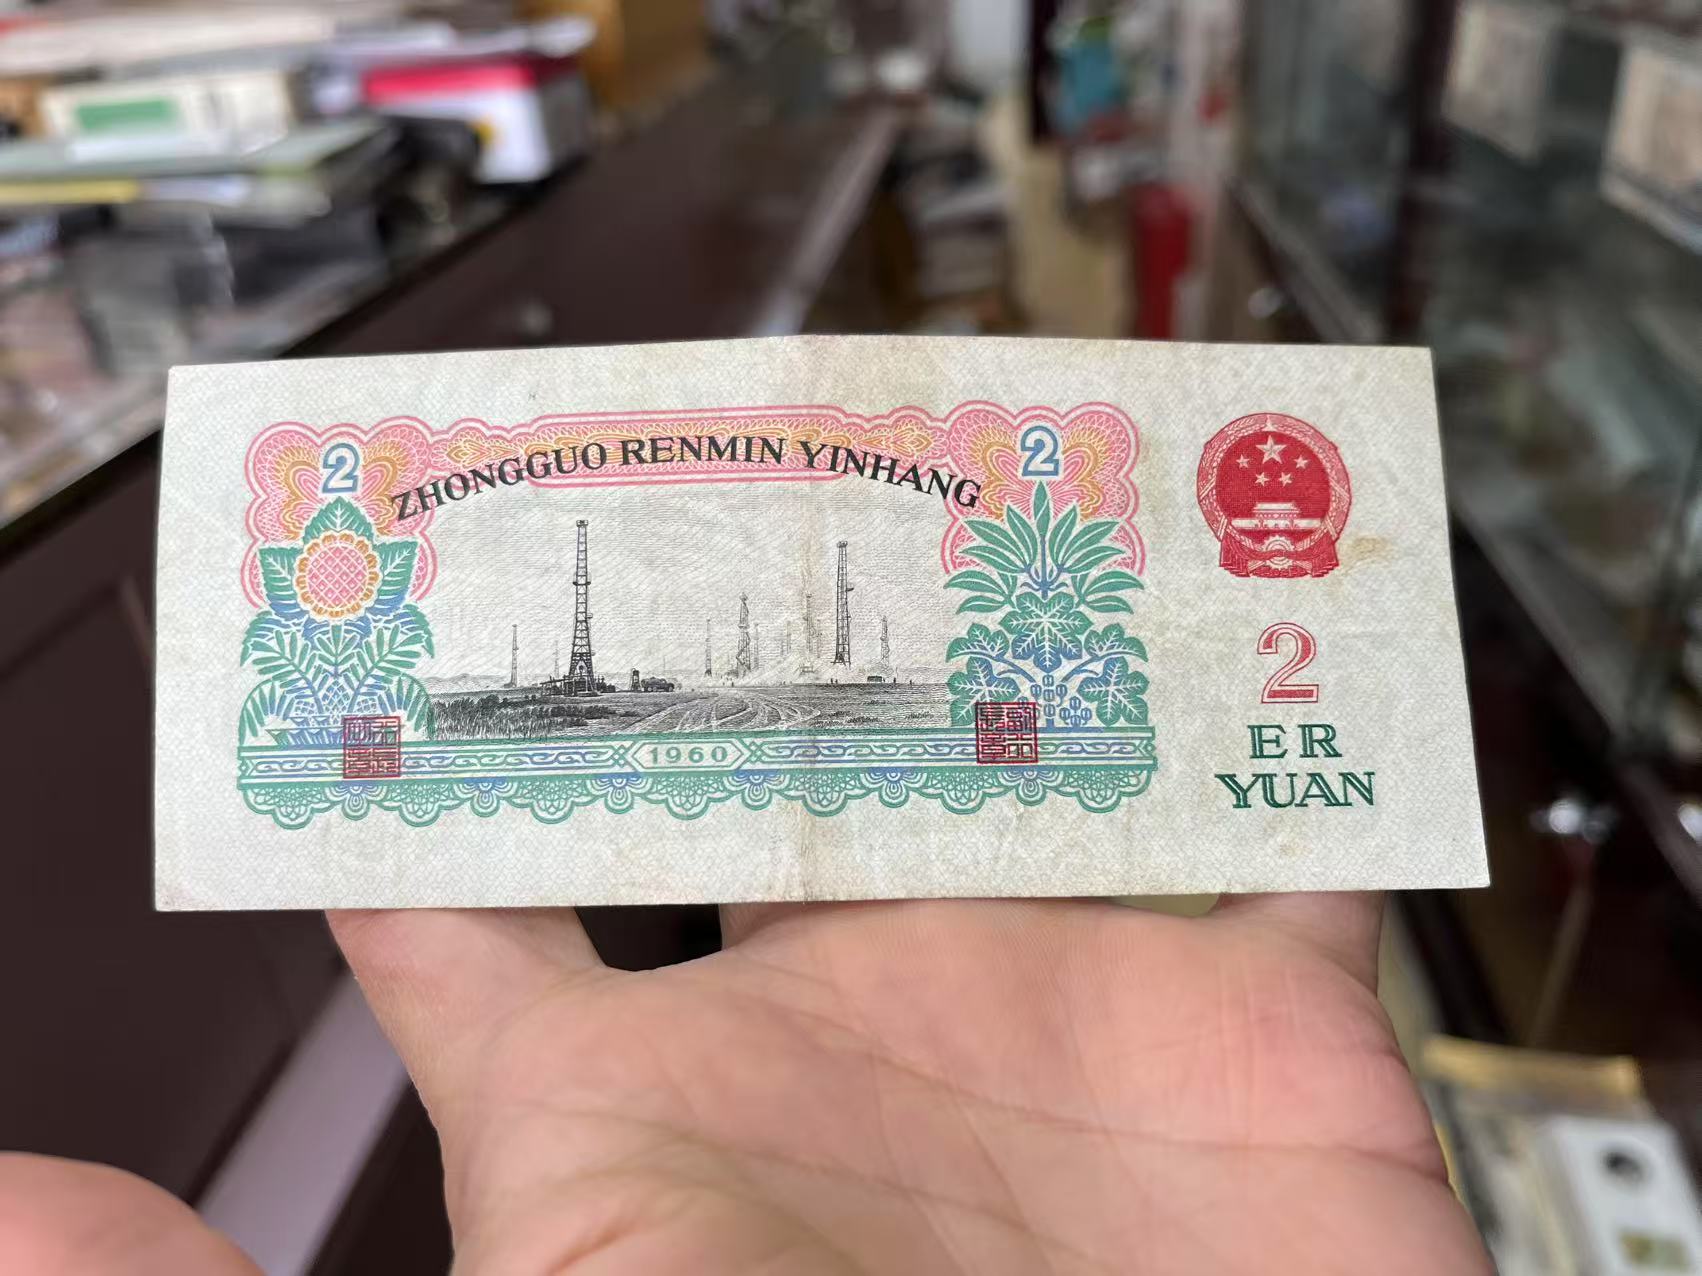 2
2
ZHONGGUO RENMIN YINHANG
1960
2
ER
YUAN